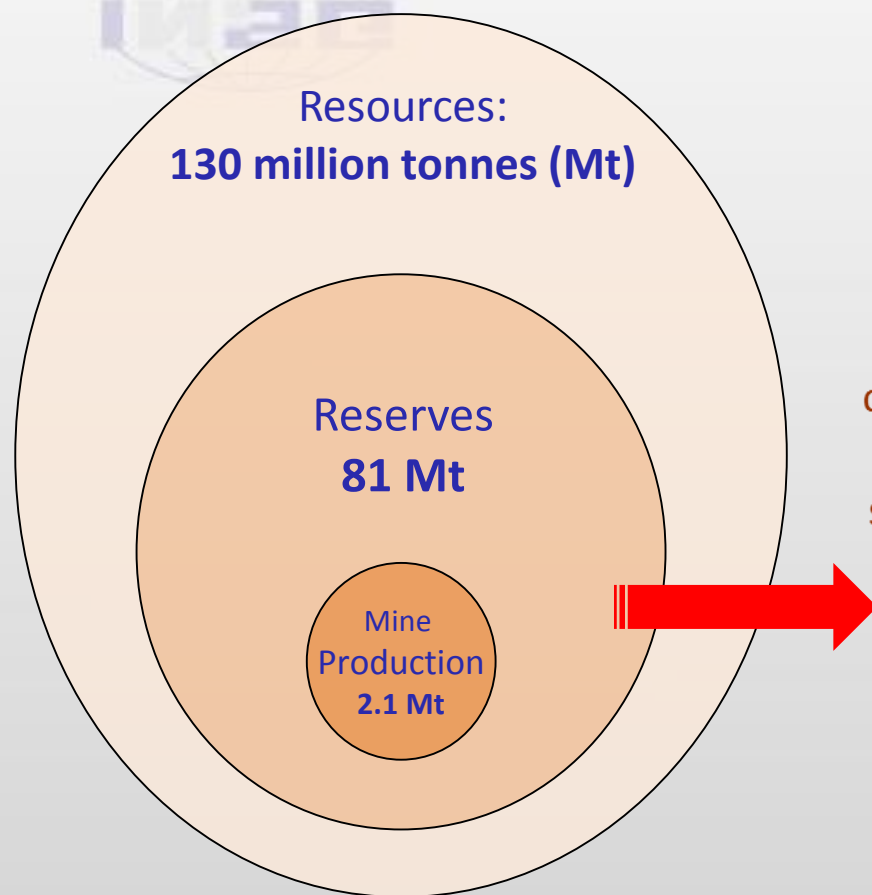 Resources:
130 million tonnes (Mt)
Reserves
81 Mt
Mine
Production
2.1 Mt